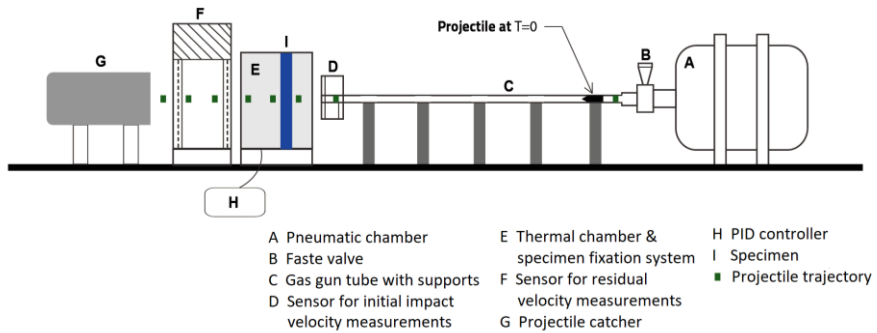 Projectile at T=0
F
I
B
G
E
D
C
A
H
A Pneumatic chamber
B Faste valve
C Gas gun tube with supports
D Sensor for initial impact
velocity measurements
E Thermal chamber &
specimen fixation system
F Sensor for residual
velocity measurements
G Projectile catcher
H PID controller
I Specimen
Projectile trajectory